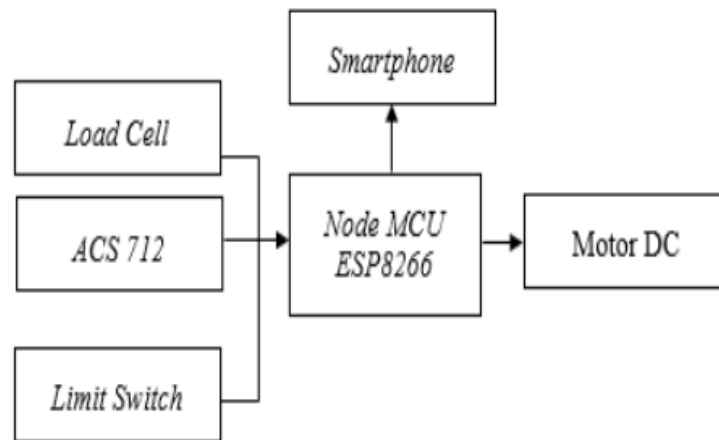 Smartphone
Load Cell
ACS 712
Node MCU
ESP8266
Motor DC
Limit Switch